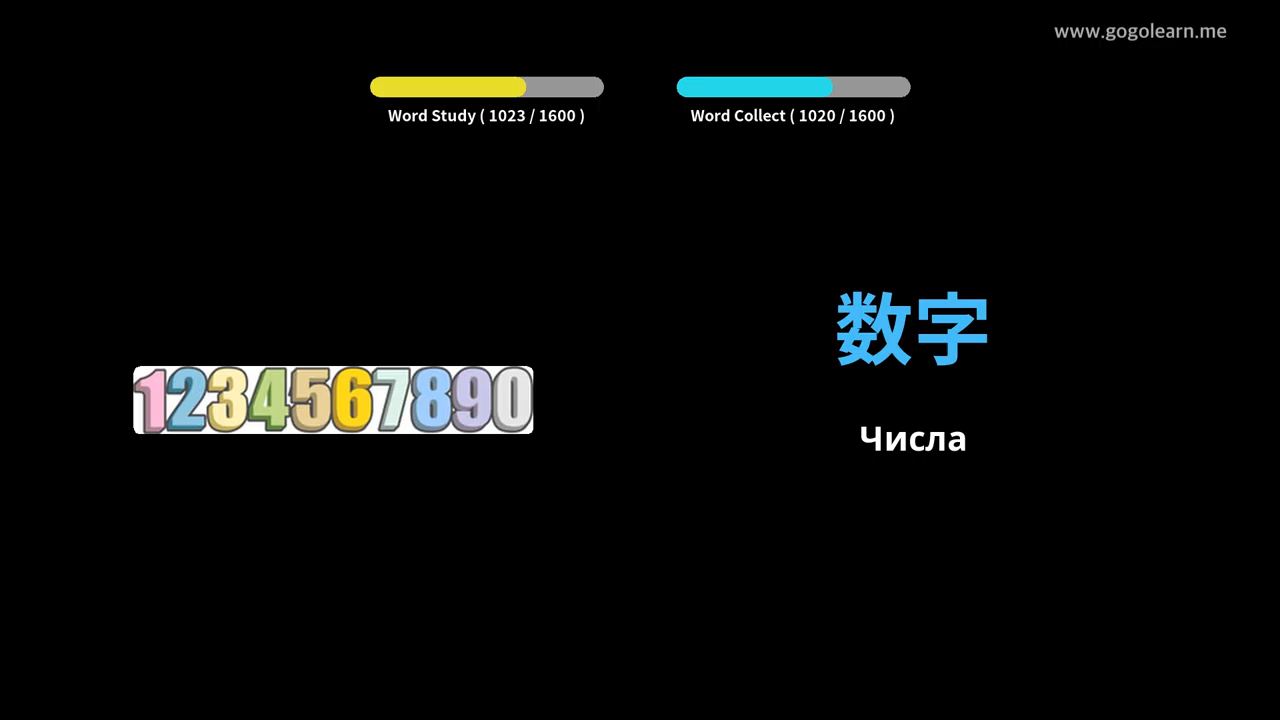 www.gogolearn.me
Word Study ( 1023 / 1600 )
Word Collect ( 1020 / 1600 )
数字
1234567890
Числа